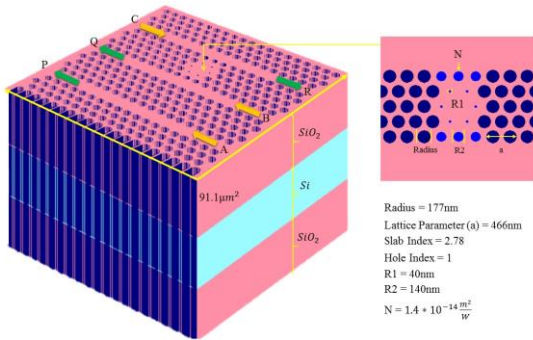 C
Q
P
R
B
A
SiO₂
91.1μm²
Si
SiO₂
N
R1
Radius
R2
a
Radius = 177nm
Lattice Parameter (a) = 466nm
Slab Index = 2.78
Hole Index = 1
R1 = 40nm
R2 = 140nm
N = 1.4 * 10⁻¹⁴ m²/w